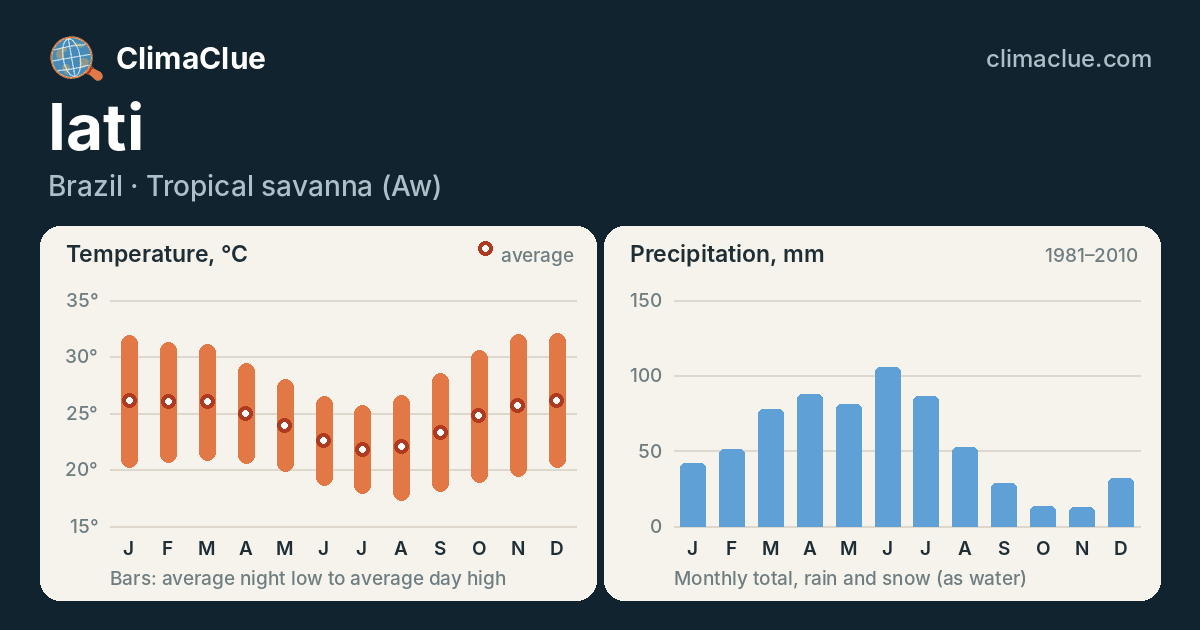 ClimaClue
climaclue.com
Iati
Brazil · Tropical savanna (Aw)
Temperature, °C
average
35°
30°
25°
20°
15°
J F M A M J J A S O N D
Bars: average night low to average day high
Precipitation, mm
1981–2010
150
100
50
0
J F M A M J J A S O N D
Monthly total, rain and snow (as water)